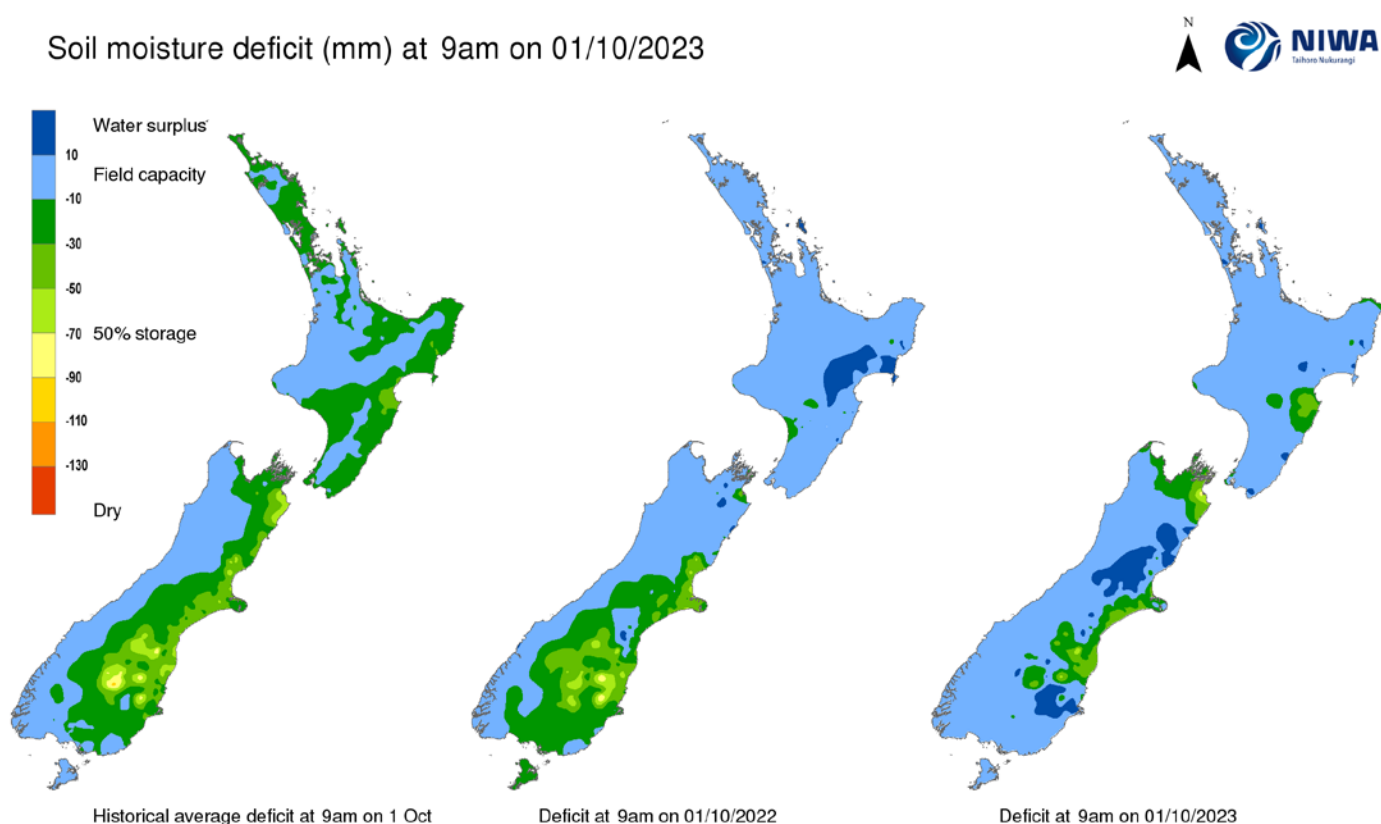 Soil moisture deficit (mm) at 9am on 01/10/2023
N
NIWA
Taihoro Nukurangi
Water surplus
10
Field capacity
-10
-30
-50
-70
50% storage
-90
-110
-130
Dry
Historical average deficit at 9am on 1 Oct
Deficit at 9am on 01/10/2022
Deficit at 9am on 01/10/2023